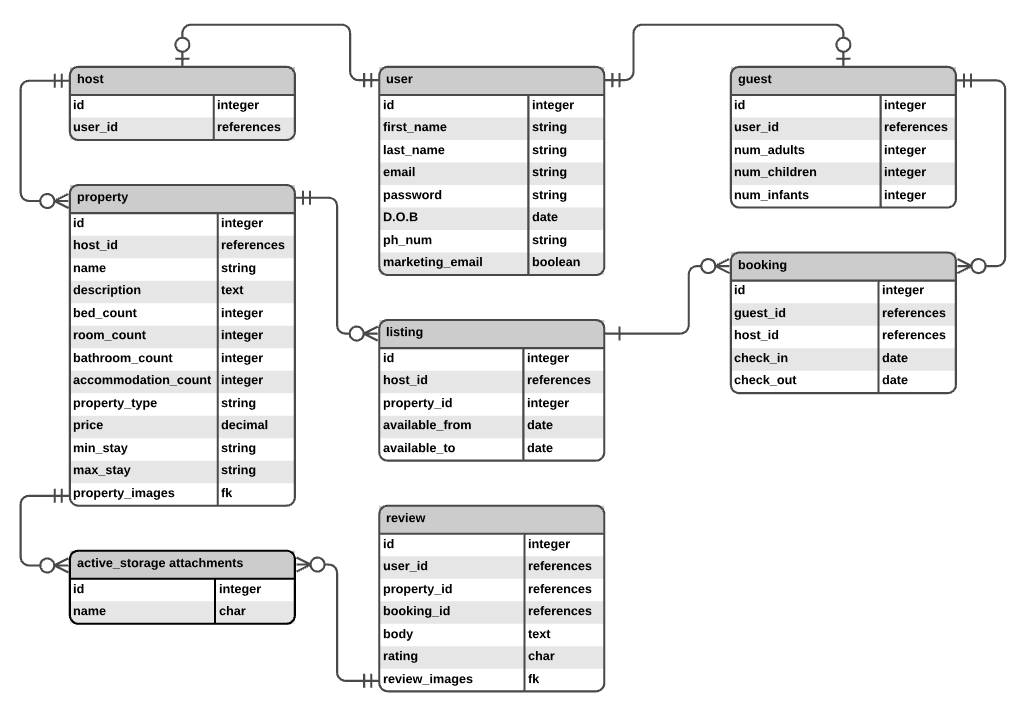 host
id integer
user_id references
user
id integer
first_name string
last_name string
email string
password string
D.O.B date
ph_num string
marketing_email boolean
guest
id integer
user_id references
num_adults integer
num_children integer
num_infants integer
property
id integer
host_id references
name string
description text
bed_count integer
room_count integer
bathroom_count integer
accommodation_count integer
property_type string
price decimal
min_stay string
max_stay string
property_images fk
listing
id integer
host_id references
property_id integer
available_from date
available_to date
booking
id integer
guest_id references
host_id references
check_in date
check_out date
active_storage attachments
id integer
name char
review
id integer
user_id references
property_id references
booking_id references
body text
rating char
review_images fk